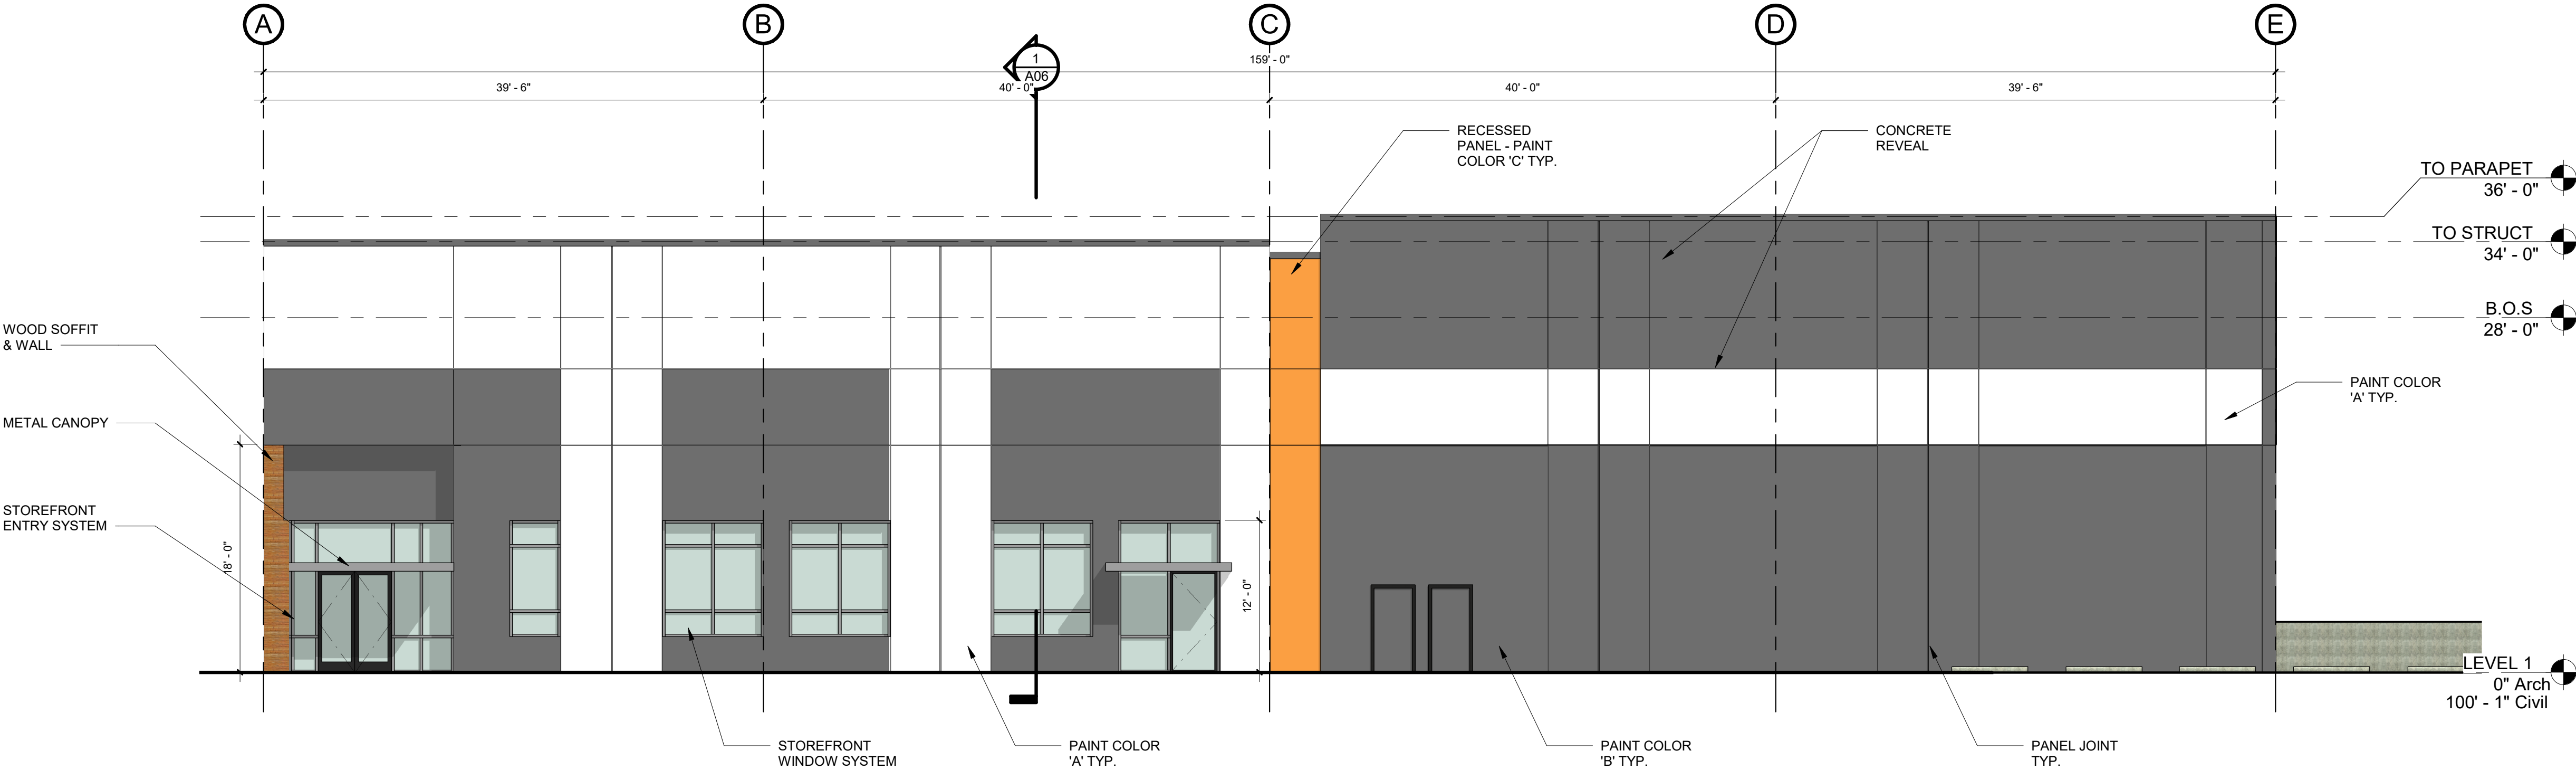 A
B
C
D
E
159' - 0"
1
A06
39' - 6"
40' - 0"
40' - 0"
39' - 6"
RECESSED
PANEL - PAINT
COLOR 'C' TYP.
CONCRETE
REVEAL
TO PARAPET
36' - 0"
TO STRUCT
34' - 0"
B.O.S
28' - 0"
WOOD SOFFIT
& WALL
PAINT COLOR
'A' TYP.
METAL CANOPY
STOREFRONT
ENTRY SYSTEM
18' - 0"
12' - 0"
LEVEL 1
0" Arch
100' - 1" Civil
STOREFRONT
WINDOW SYSTEM
PAINT COLOR
'A' TYP.
PAINT COLOR
'B' TYP.
PANEL JOINT
TYP.